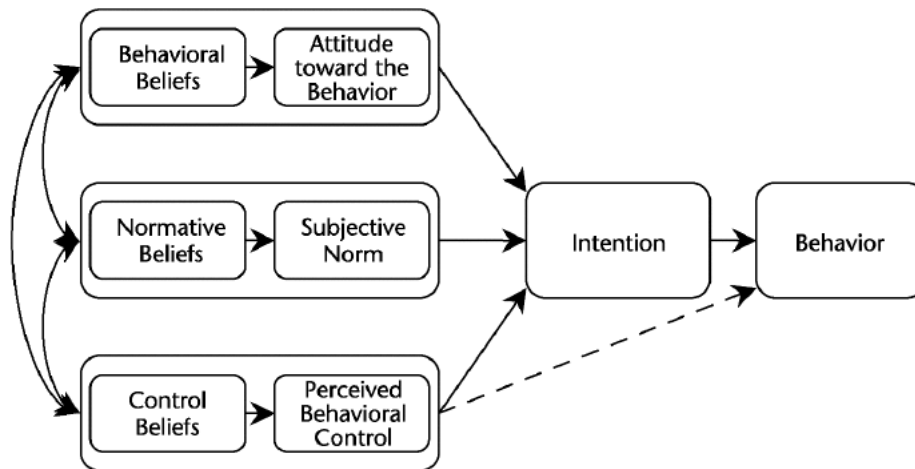 Behavioral
Beliefs
Attitude
toward the
Behavior
Normative
Beliefs
Subjective
Norm
Intention
Behavior
Control
Beliefs
Perceived
Behavioral
Control